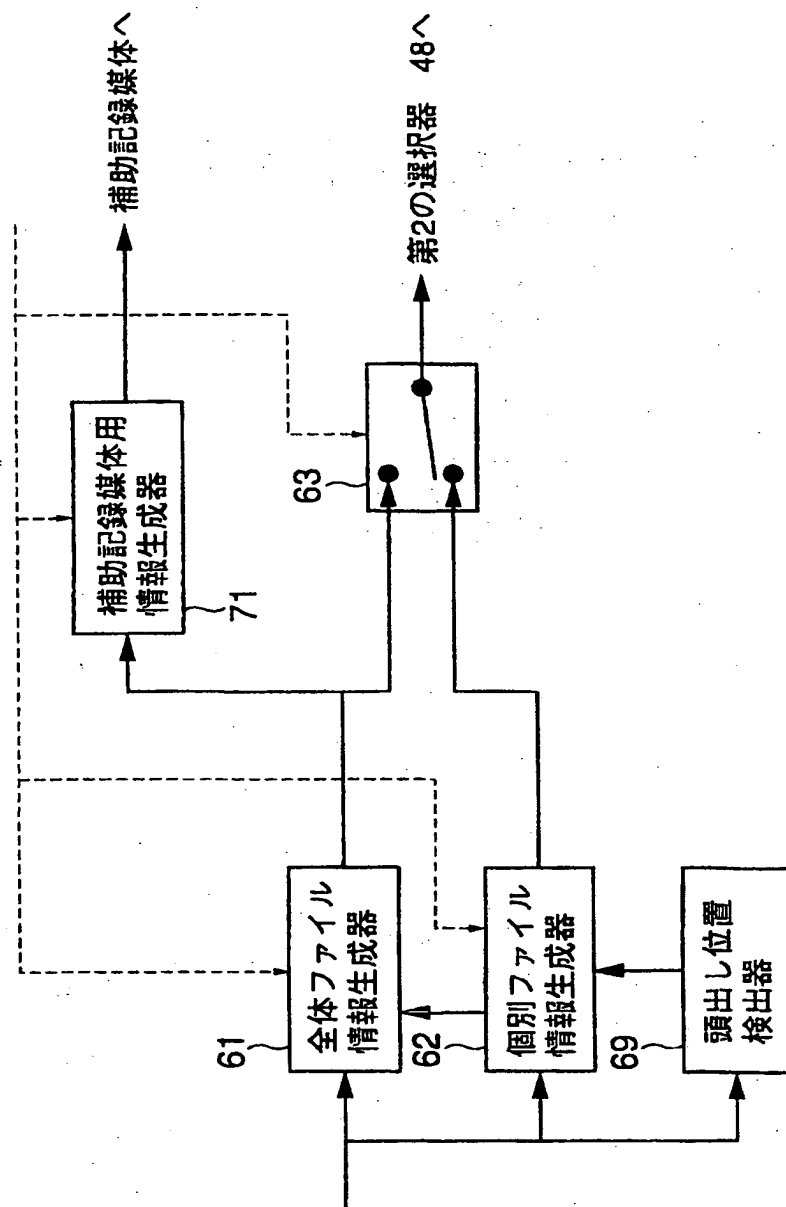 補助記録媒体へ
補助記録媒体用
情報生成器
71
63
第2の選択器 48へ
61
全体ファイル
情報生成器
62
個別ファイル
情報生成器
69
頭出し位置
検出器